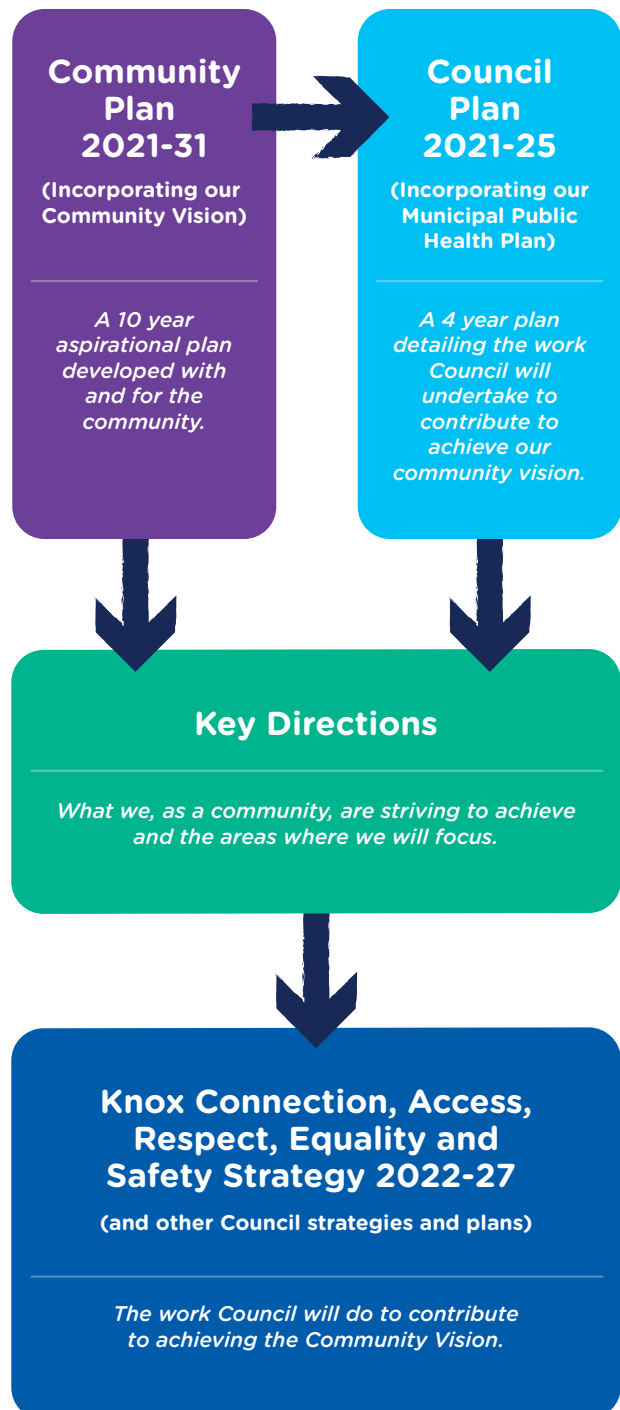 Community
Plan
2021-31
(Incorporating our
Community Vision)
A 10 year
aspirational plan
developed with
and for the
community.
Council
Plan
2021-25
(Incorporating our
Municipal Public
Health Plan)
A 4 year plan
detailing the work
Council will
undertake to
contribute to
achieve our
community vision.
Key Directions
What we, as a community, are striving to achieve
and the areas where we will focus.
Knox Connection, Access,
Respect, Equality and
Safety Strategy 2022-27
(and other Council strategies and plans)
The work Council will do to contribute
to achieving the Community Vision.